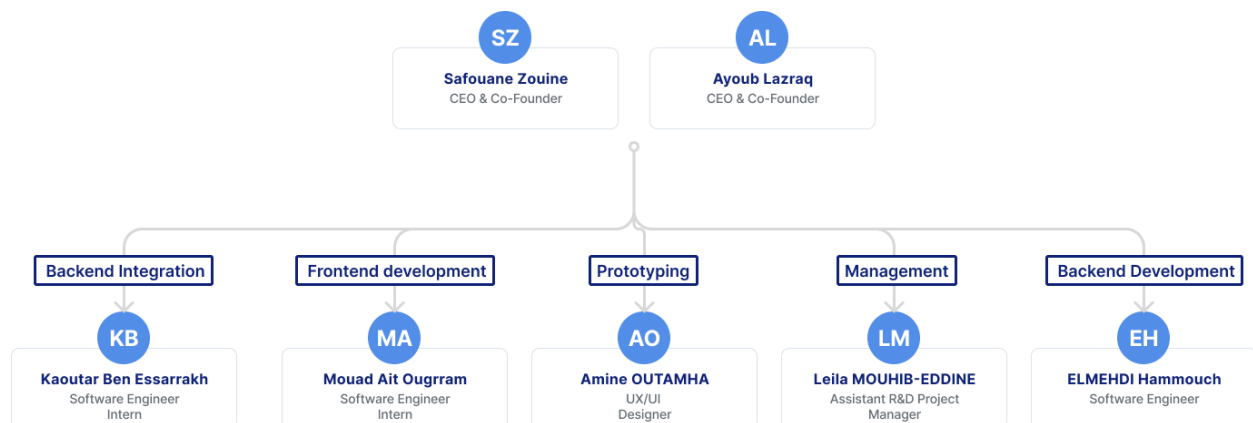 SZ
Safouane Zouine
CEO & Co-Founder
AL
Ayoub Lazraq
CEO & Co-Founder
Backend Integration
Frontend development
Prototyping
Management
Backend Development
KB
Kaoutar Ben Essarrakh
Software Engineer
Intern
MA
Mouad Ait Ougrram
Software Engineer
Intern
AO
Amine OUTAMHA
UX/UI
Designer
LM
Leila MOUHIB-EDDINE
Assistant R&D Project
Manager
EH
ELMEHDI Hammouch
Software Engineer